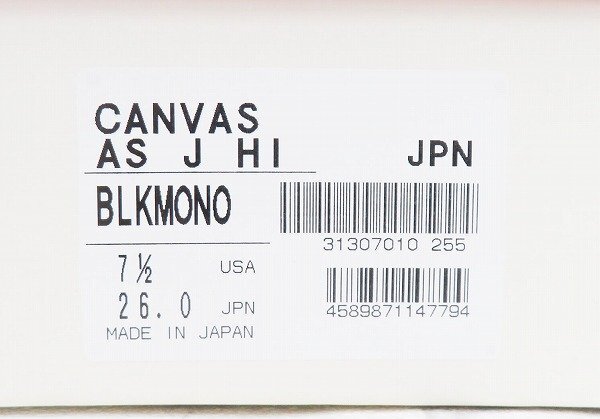 CANVAS
AS J HI JPN
BLKMONO
31307010 255
7½ USA
26.0 JPN
4589871147794
MADE IN JAPAN